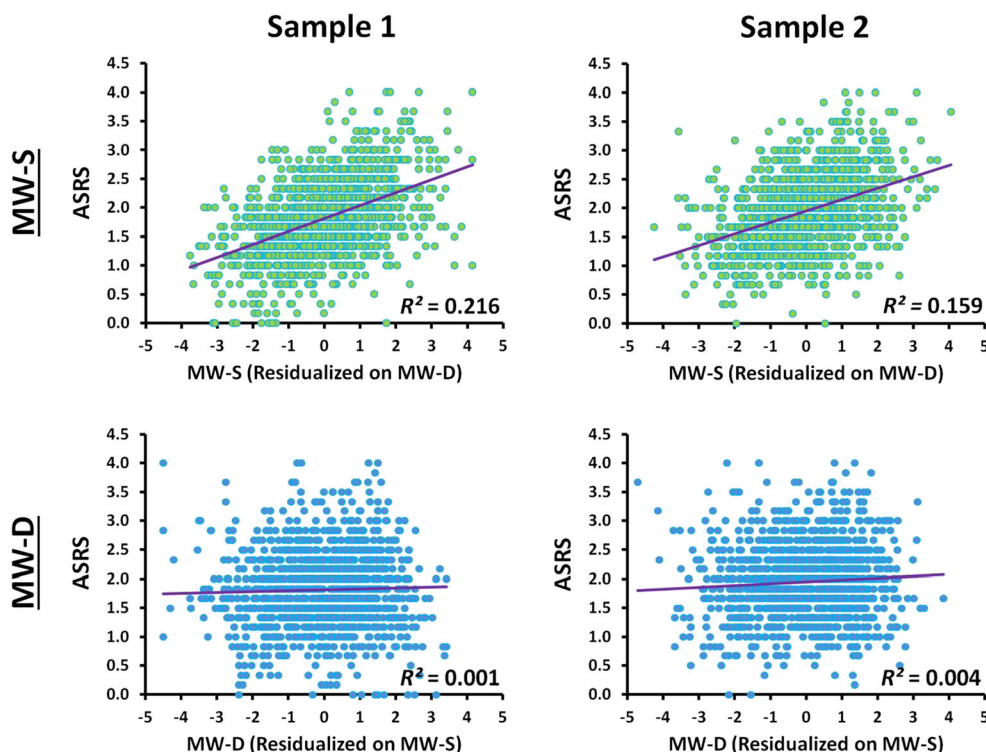 Sample 1
Sample 2
MW-S
ASRS
4.5
4.0
3.5
3.0
2.5
2.0
1.5
1.0
0.5
0.0
R² = 0.216
-5 -4 -3 -2 -1 0 1 2 3 4 5
MW-S (Residualized on MW-D)
ASRS
4.5
4.0
3.5
3.0
2.5
2.0
1.5
1.0
0.5
0.0
R² = 0.159
-5 -4 -3 -2 -1 0 1 2 3 4 5
MW-S (Residualized on MW-D)
MW-D
ASRS
4.5
4.0
3.5
3.0
2.5
2.0
1.5
1.0
0.5
0.0
R² = 0.001
-5 -4 -3 -2 -1 0 1 2 3 4 5
MW-D (Residualized on MW-S)
ASRS
4.5
4.0
3.5
3.0
2.5
2.0
1.5
1.0
0.5
0.0
R² = 0.004
-5 -4 -3 -2 -1 0 1 2 3 4 5
MW-D (Residualized on MW-S)